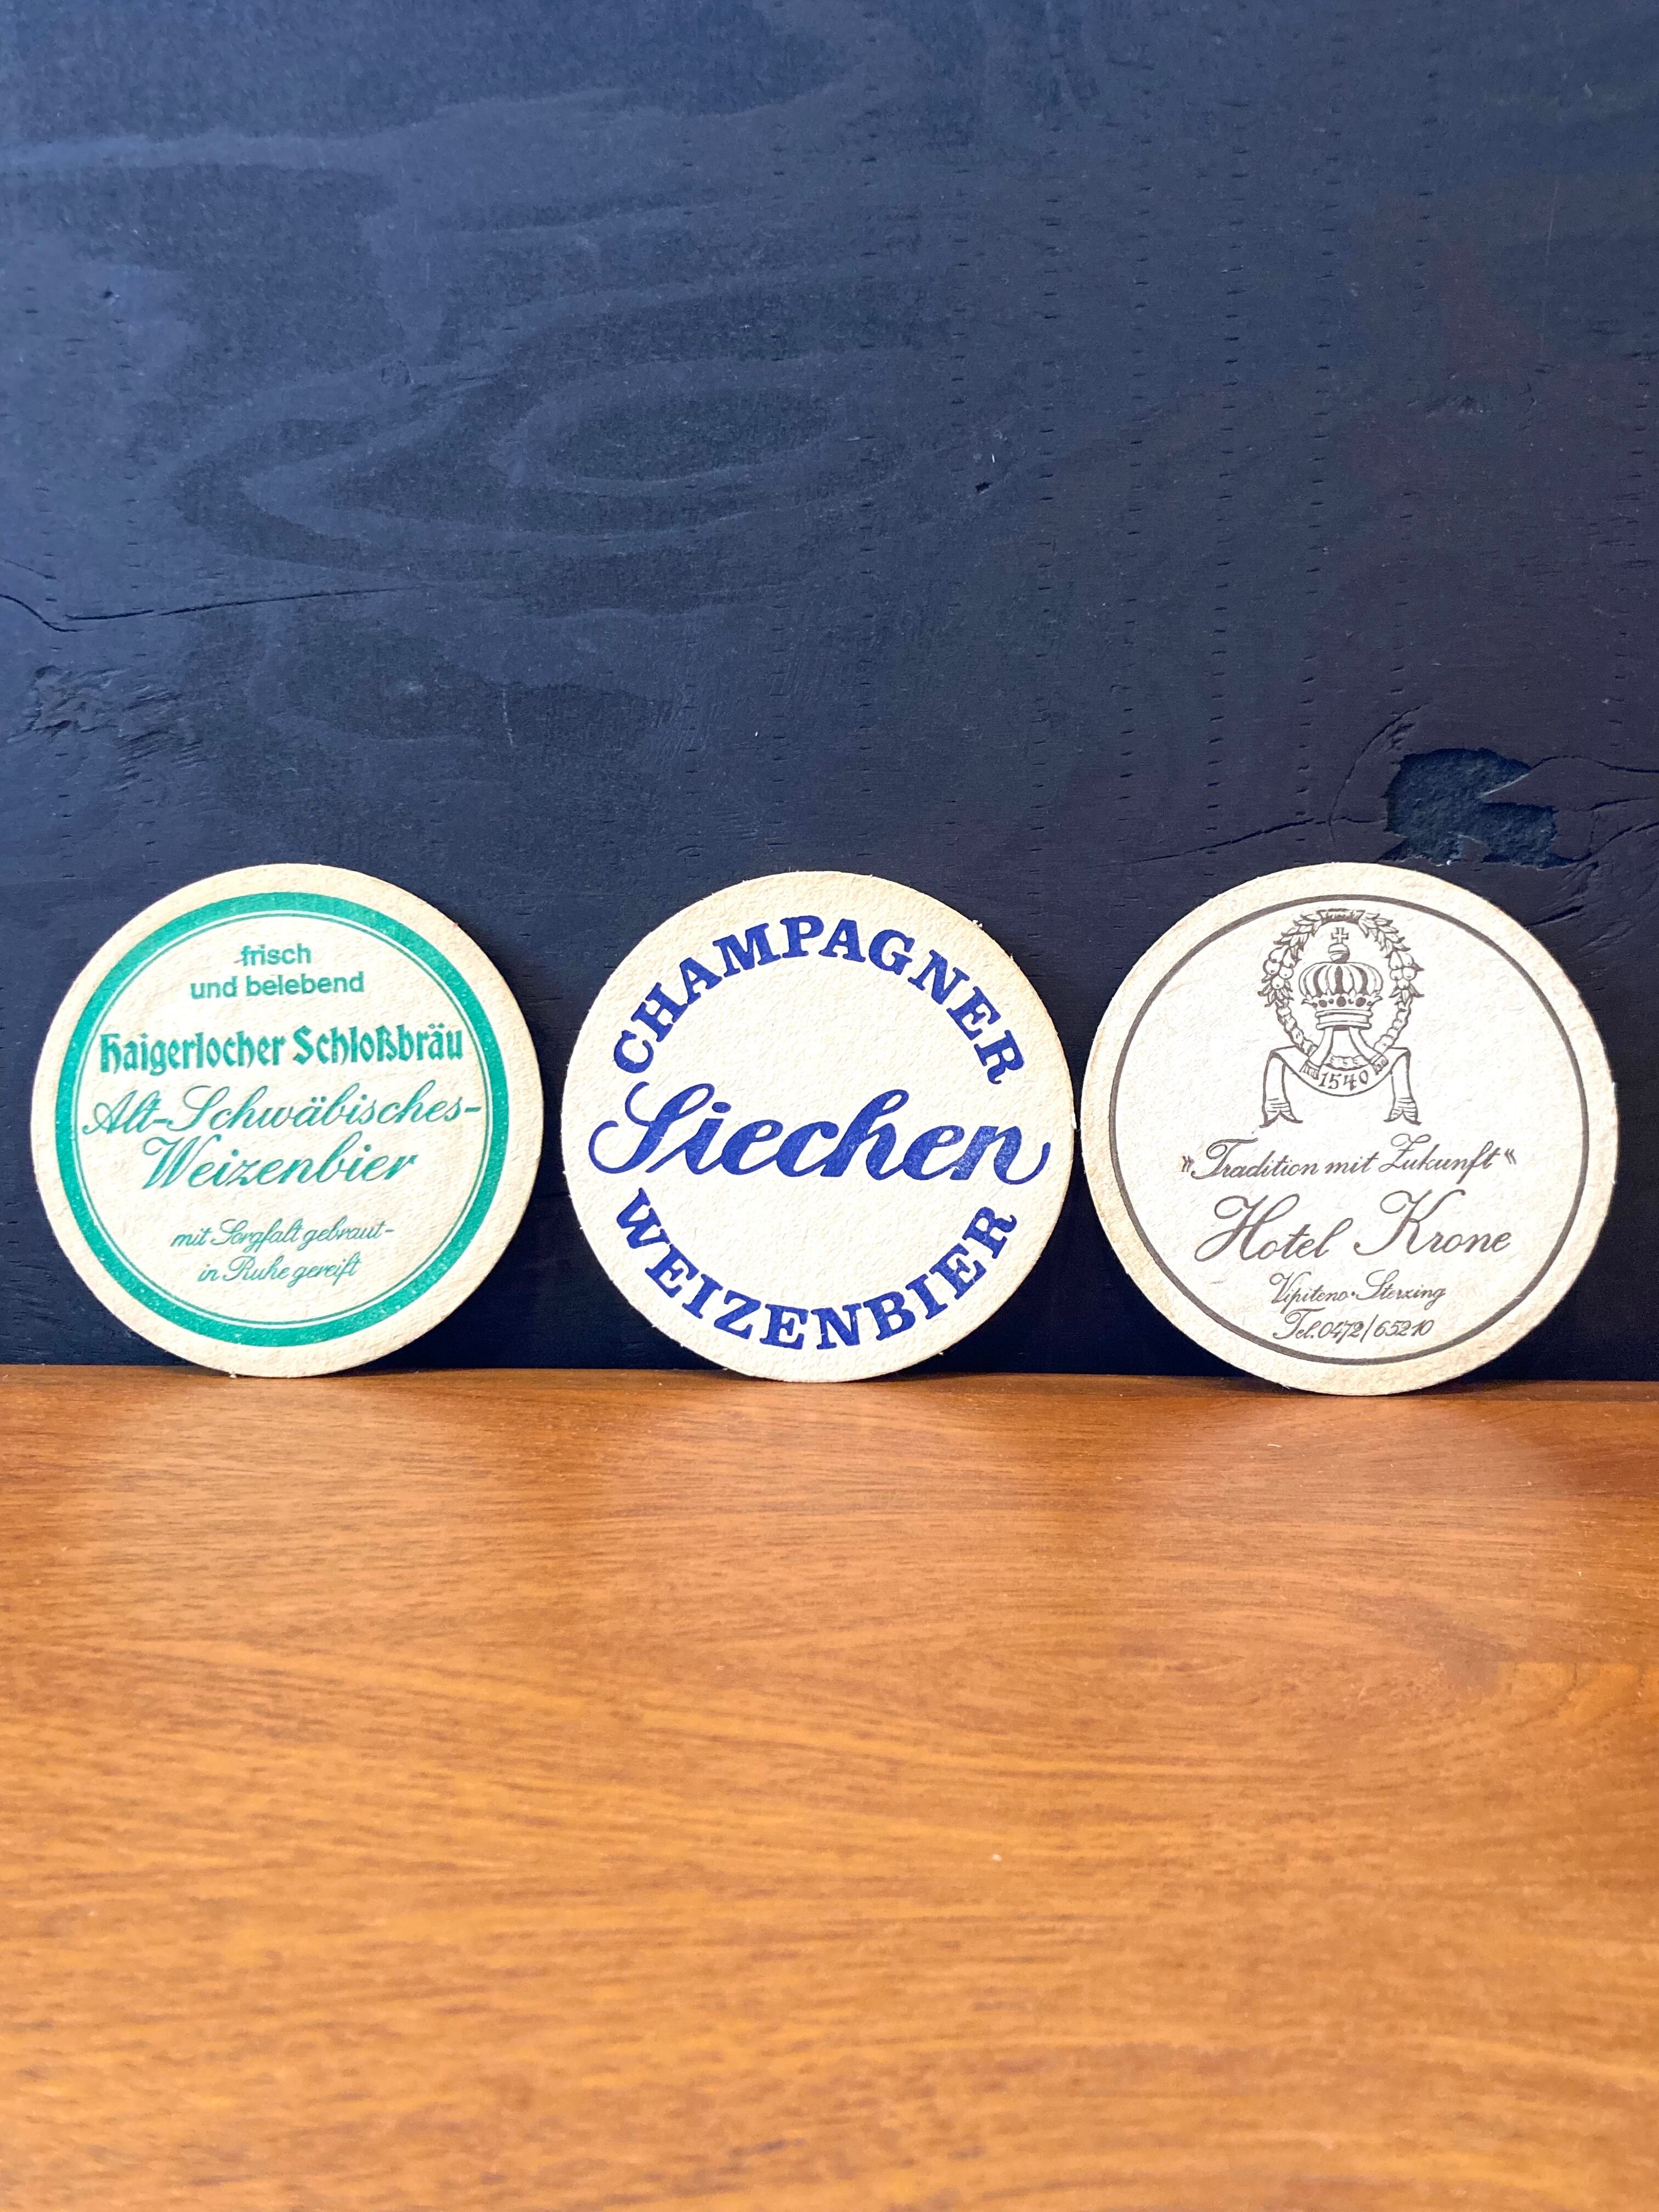 frisch
und belebend
Haigerlocher Schloßbräu
Alt-Schwäbisches-
Weizenbier
mit Sorgfalt gebraut-
in Ruhe gereift
CHAMPAGNER
Siechen
WEIZENBIER
1540
"Tradition mit Zukunft"
Hotel Krone
Vipiteno·Sterzing
Tel.0472/65210